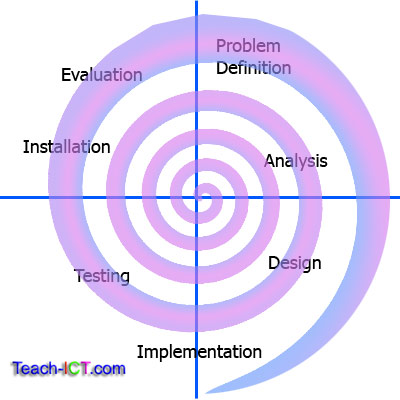 Problem
Definition
Evaluation
Installation
Analysis
Testing
Design
Implementation
Teach-ICT.com